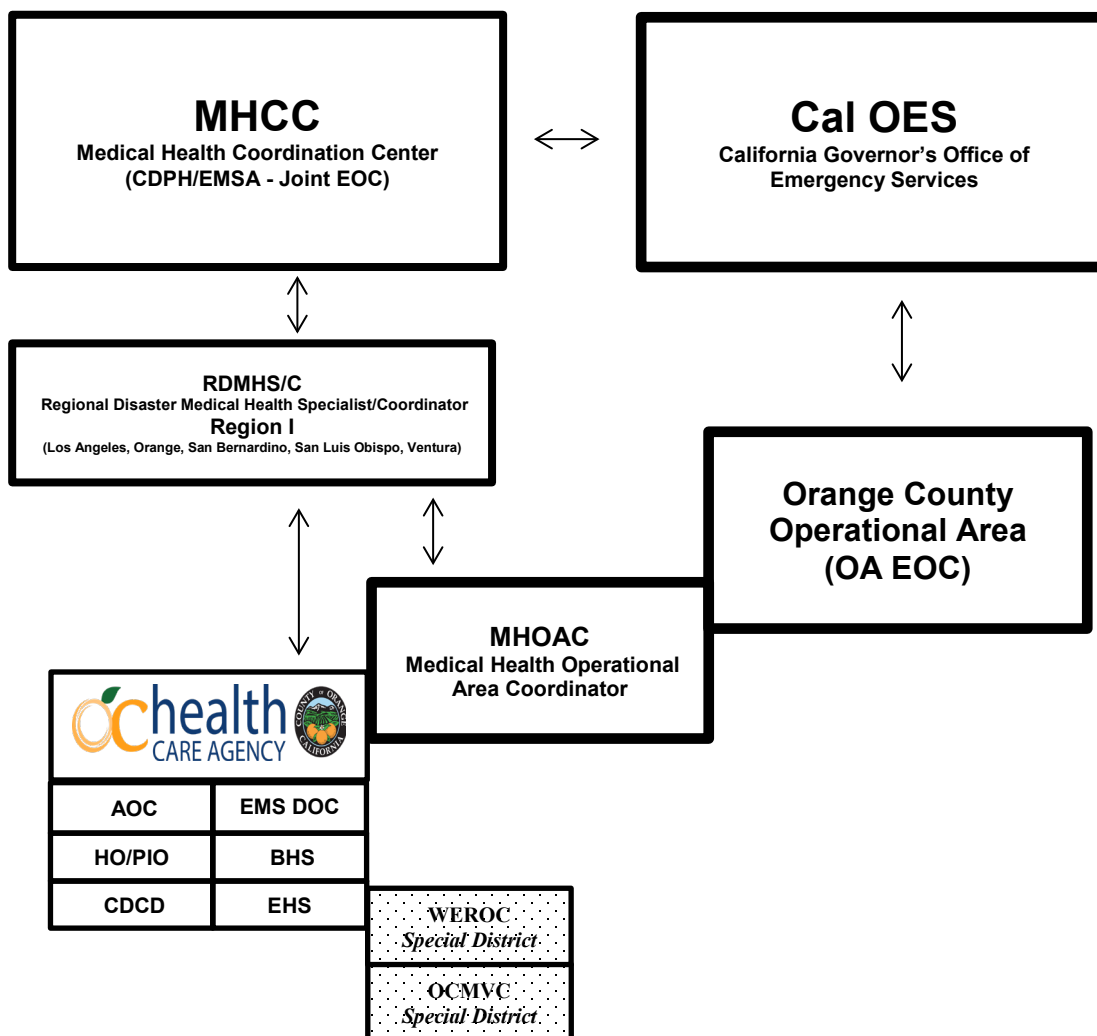 MHCC
Medical Health Coordination Center
(CDPH/EMSA - Joint EOC)
Cal OES
California Governor’s Office of
Emergency Services
RDMHS/C
Regional Disaster Medical Health Specialist/Coordinator
Region I
(Los Angeles, Orange, San Bernardino, San Luis Obispo, Ventura)
Orange County
Operational Area
(OA EOC)
MHOAC
Medical Health Operational
Area Coordinator
OC health
CARE AGENCY
COUNTY OF ORANGE
CALIFORNIA
AOC
EMS DOC
HO/PIO
BHS
CDCD
EHS
WEROC
Special District
OCMVC
Special District